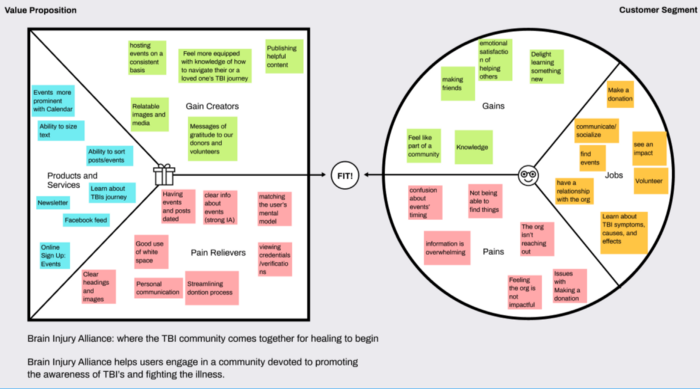 Value Proposition
Customer Segment
hosting
events on a
consistent
basis
Feel more equipped
with knowledge of how
to navigate their or a
loved one's TBI journey
Publishing
helpful
content
Relatable
images and
media
Gain Creators
Messages of
gratitude to our
donors and
volunteers
Events more
prominent
with Calendar
Ability to size
text
Ability to sort
posts/events
Products and
Services
Learn about
TBIs journey
Newsletter
Facebook feed
Online
Sign Up:
Events
Having
events and posts
dated
clear info
about
events
(strong IA)
matching
the user's
mental
model
Good use
of white
space
Pain Relievers
viewing
credentials
/verificatio
ns
Clear
headings
and
images
Personal
communication
Streamlining
dontion process
FIT!
emotional
satisfactio
n of
helping
others
Delight
learning
something
new
making
friends
Gains
Feel like
part of a
community
Knowledge
Make a
donation
communicate/
socialize
see an
impact
find
events
Jobs
have a
relationship
with the org
Volunteer
Learn about
TBI symptoms,
causes, and
effects
confusion
about
events'
timing
Not being
able to
find things
The org
isn't
reaching
out
information is
overwhelming
Pains
Feeling
the org is
not
impactful
Issues
with
Making a
donation
Brain Injury Alliance: where the TBI community comes together for healing to begin
Brain Injury Alliance helps users engage in a community devoted to promoting
the awareness of TBI's and fighting the illness.